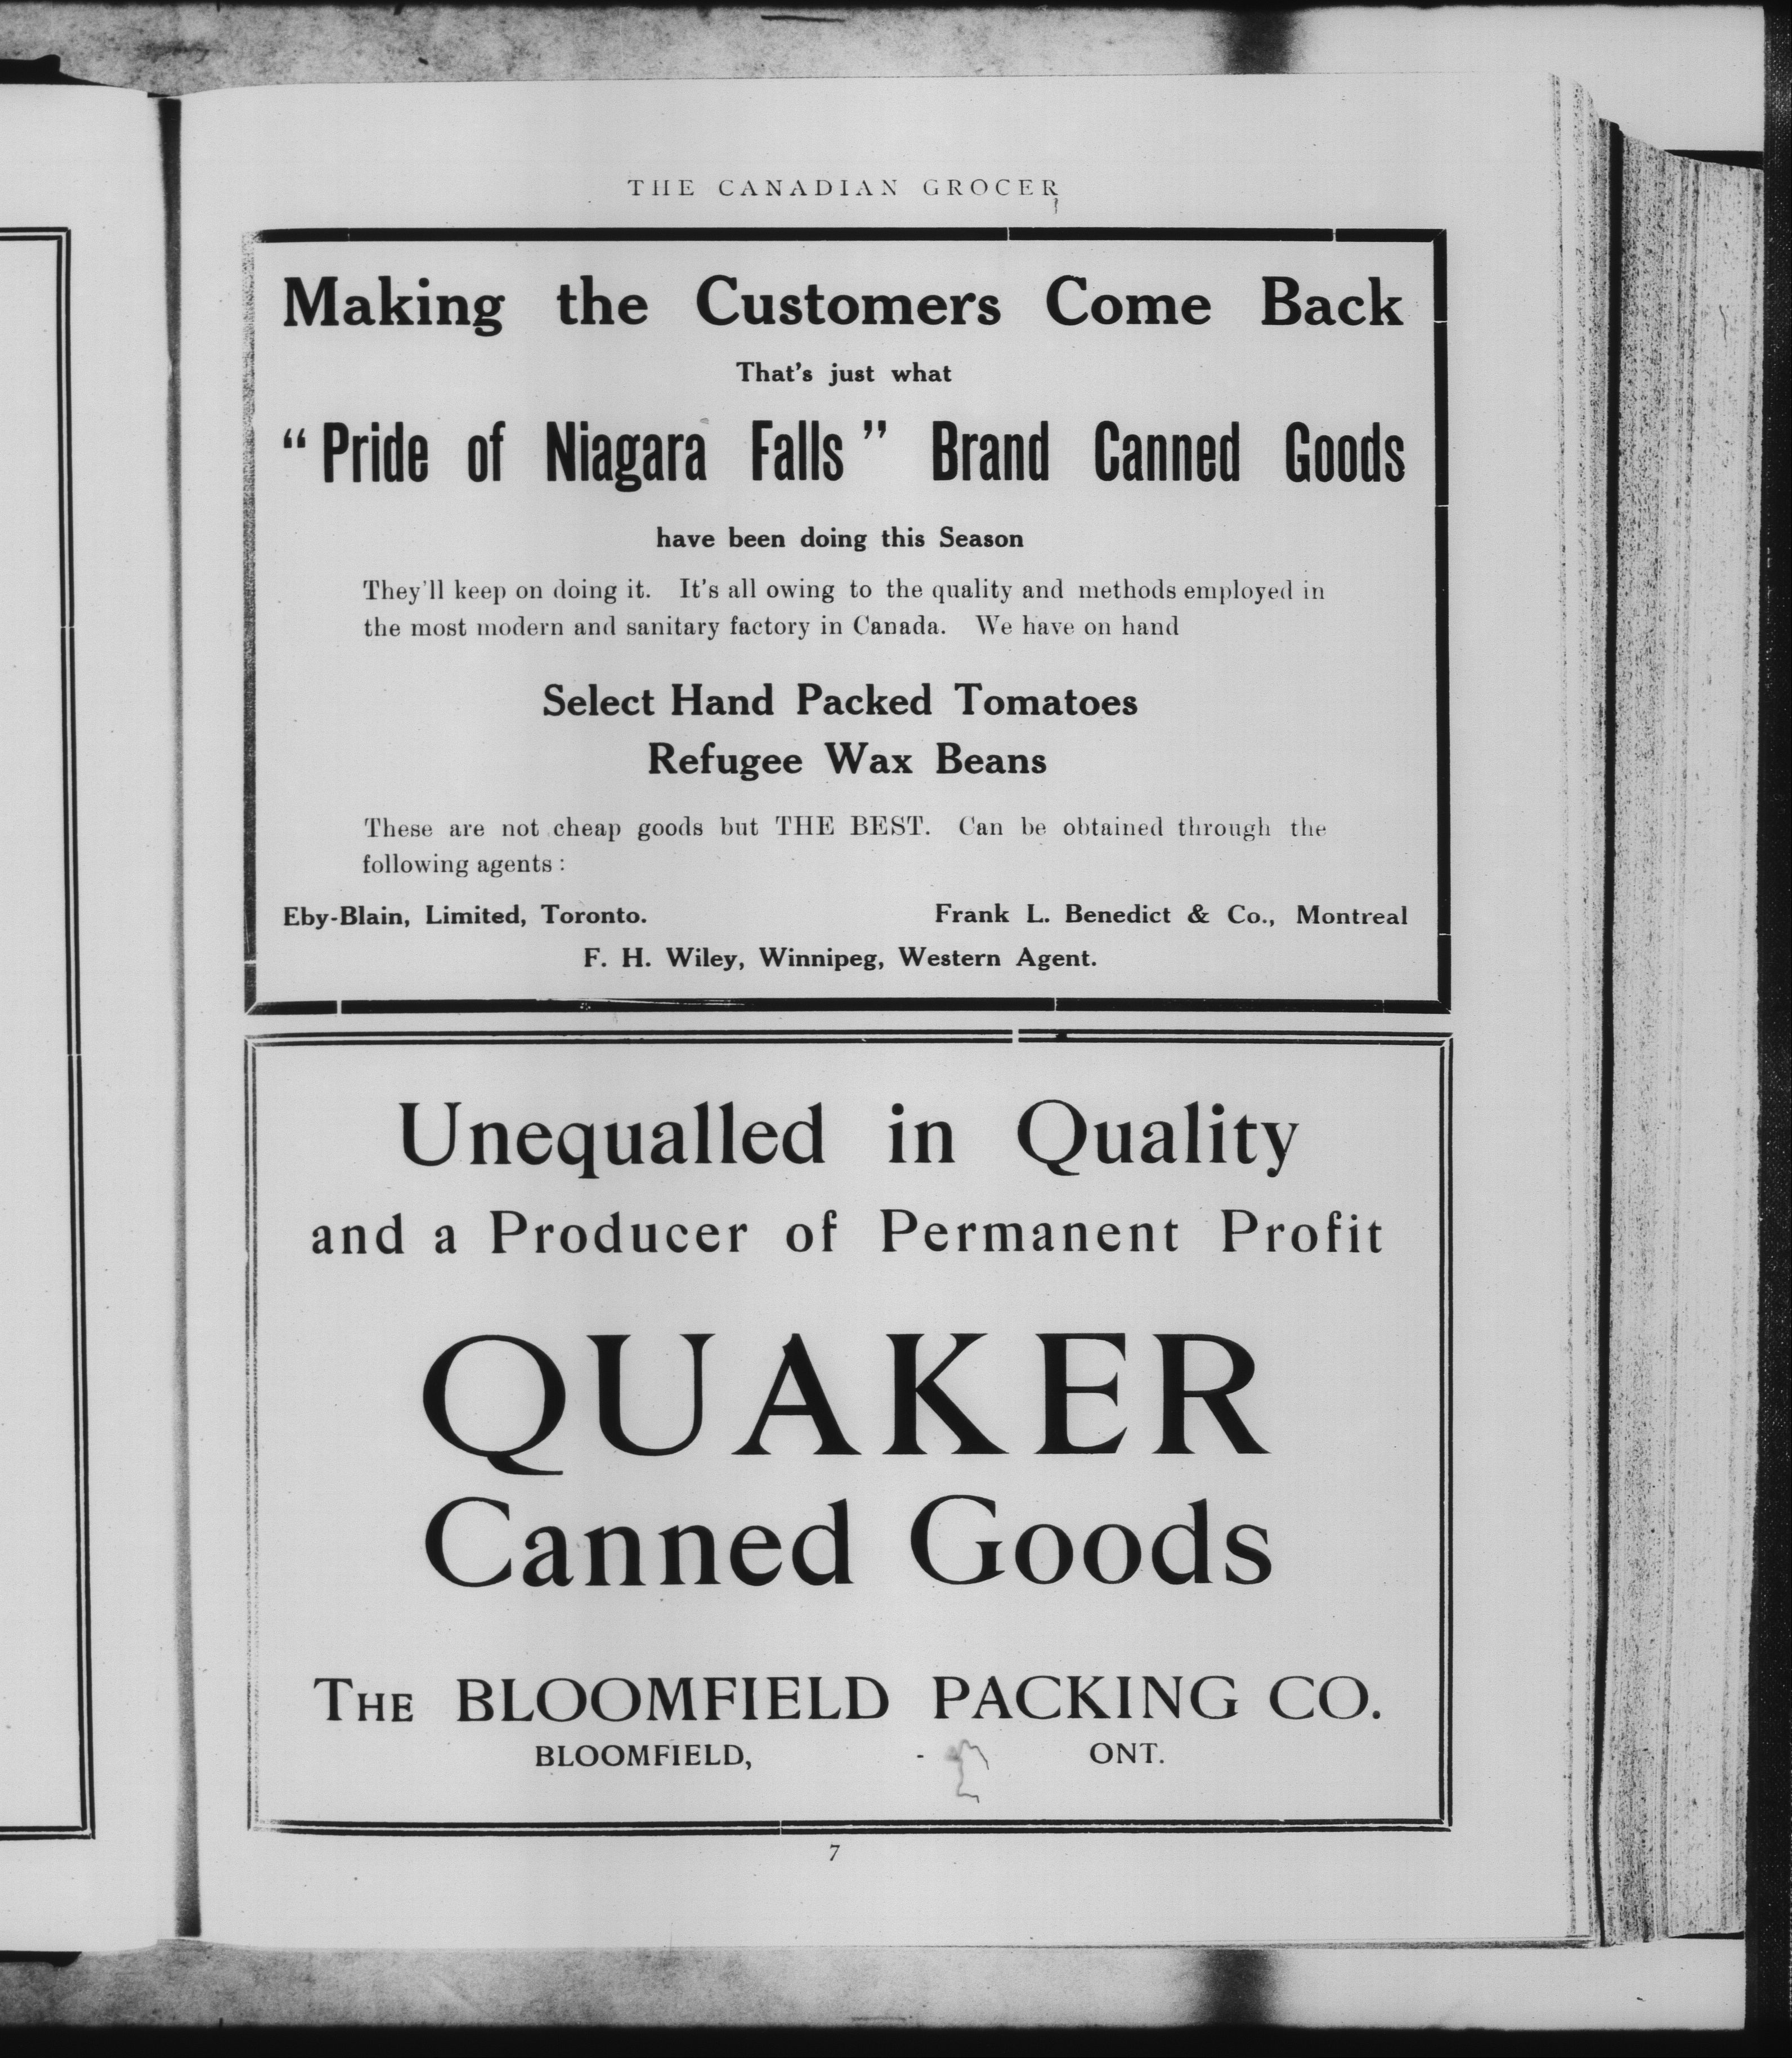 THE CANADIAN GROCER
Making the Customers Come Back
That's just what
“Pride of Niagara Falls” Brand Canned Goods
have been doing this Season
They'll keep on doing it. It's all owing to the quality and methods employed in
the most modern and sanitary factory in Canada. We have on hand
Select Hand Packed Tomatoes
Refugee Wax Beans
These are not cheap goods but THE BEST. Can be obtained through the
following agents :
Eby-Blain, Limited, Toronto. Frank L. Benedict & Co., Montreal
F. H. Wiley, Winnipeg, Western Agent.
Unequalled in Quality
and a Producer of Permanent Profit
QUAKER
Canned Goods
THE BLOOMFIELD PACKING CO.
BLOOMFIELD, - ONT.
7